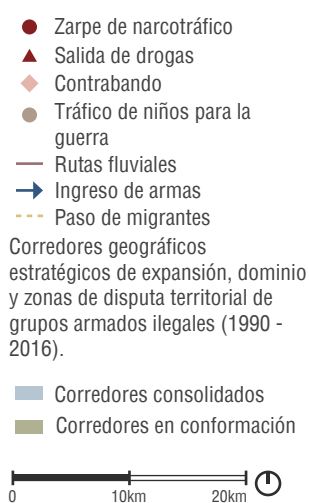 Zarpe de narcotráfico
Salida de drogas
Contrabando
Tráfico de niños para la
guerra
Rutas fluviales
Ingreso de armas
Paso de migrantes
Corredores geográficos
estratégicos de expansión, dominio
y zonas de disputa territorial de
grupos armados ilegales (1990 -
2016).
Corredores consolidados
Corredores en conformación
0 10km 20km